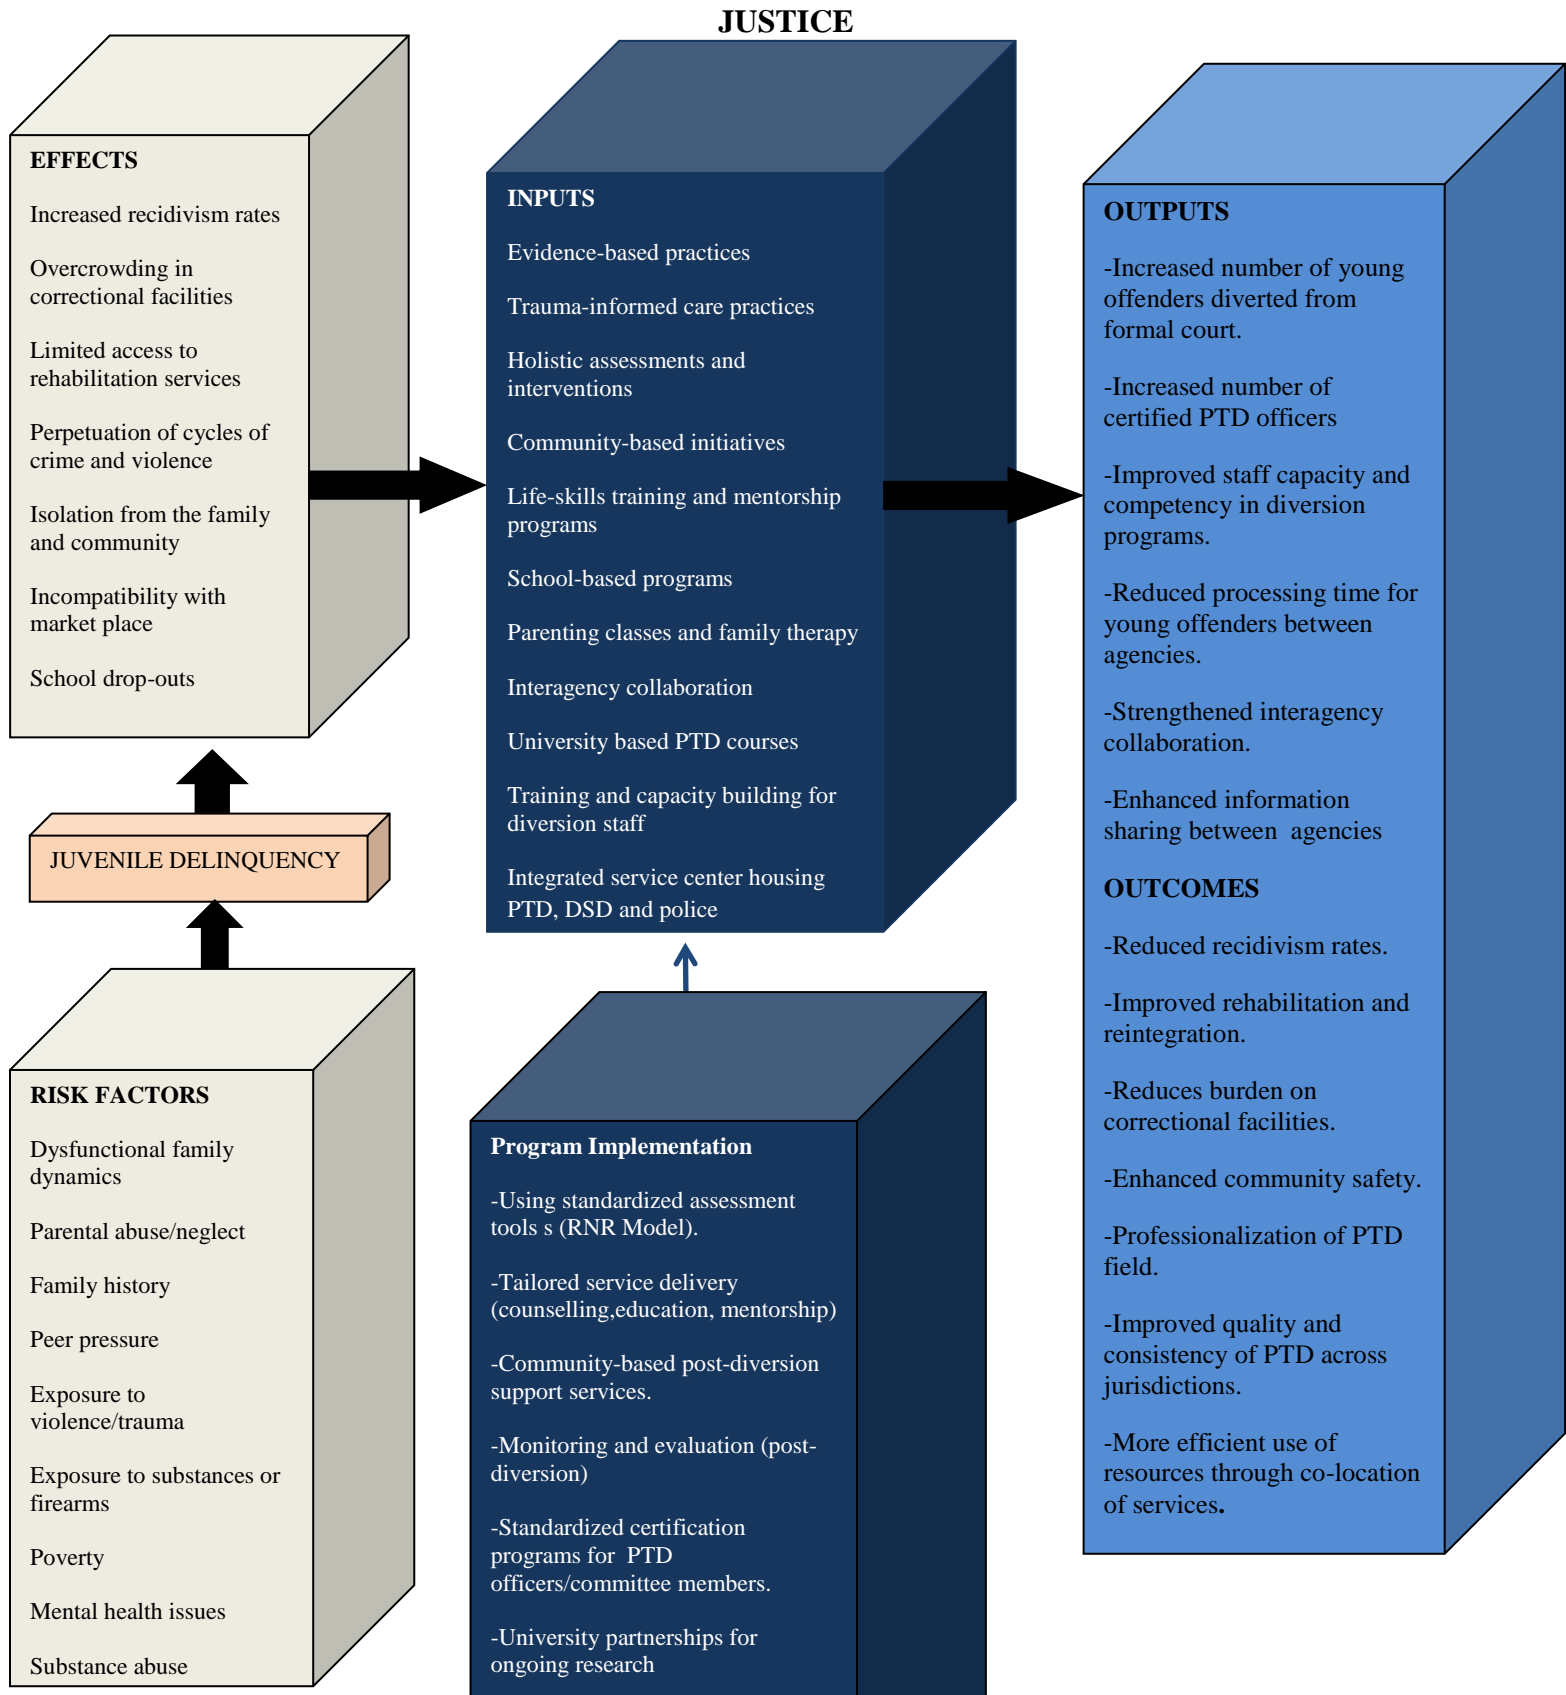 JUSTICE
EFFECTS
Increased recidivism rates
Overcrowding in
correctional facilities
Limited access to
rehabilitation services
Perpetuation of cycles of
crime and violence
Isolation from the family
and community
Incompatibility with
market place
School drop-outs
JUVENILE DELINQUENCY
RISK FACTORS
Dysfunctional family
dynamics
Parental abuse/neglect
Family history
Peer pressure
Exposure to
violence/trauma
Exposure to substances or
firearms
Poverty
Mental health issues
Substance abuse
INPUTS
Evidence-based practices
Trauma-informed care practices
Holistic assessments and
interventions
Community-based initiatives
Life-skills training and mentorship
programs
School-based programs
Parenting classes and family therapy
Interagency collaboration
University based PTD courses
Training and capacity building for
diversion staff
Integrated service center housing
PTD, DSD and police
Program Implementation
-Using standardized assessment
tools s (RNR Model).
-Tailored service delivery
(counselling,education, mentorship)
-Community-based post-diversion
support services.
-Monitoring and evaluation (post-
diversion)
-Standardized certification
programs for  PTD
officers/committee members.
-University partnerships for
ongoing research
OUTPUTS
-Increased number of young
offenders diverted from
formal court.
-Increased number of
certified PTD officers
-Improved staff capacity and
competency in diversion
programs.
-Reduced processing time for
young offenders between
agencies.
-Strengthened interagency
collaboration.
-Enhanced information
sharing between  agencies
OUTCOMES
-Reduced recidivism rates.
-Improved rehabilitation and
reintegration.
-Reduces burden on
correctional facilities.
-Enhanced community safety.
-Professionalization of PTD
field.
-Improved quality and
consistency of PTD across
jurisdictions.
-More efficient use of
resources through co-location
of services.